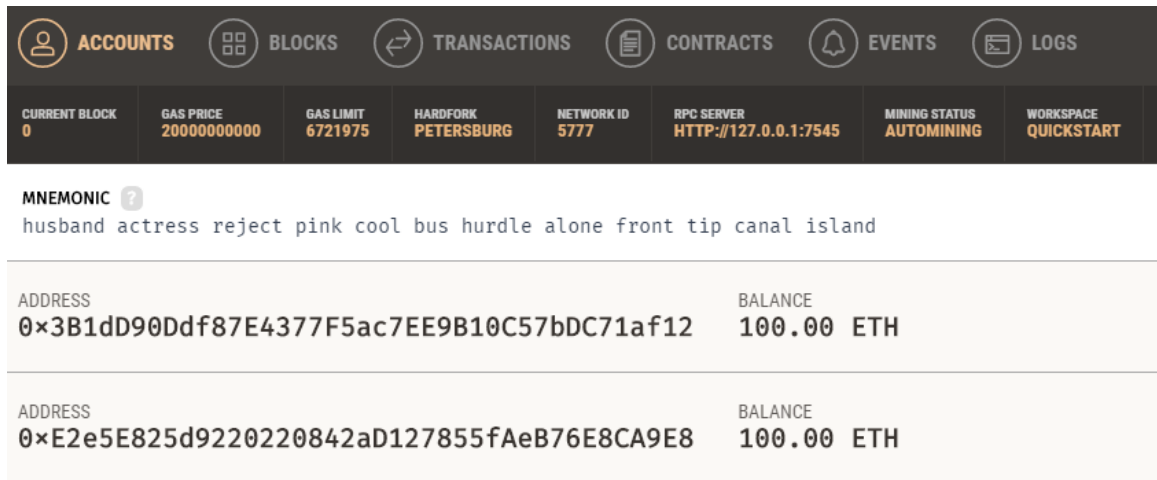 ACCOUNTS BLOCKS TRANSACTIONS CONTRACTS EVENTS LOGS
CURRENT BLOCK GAS PRICE GAS LIMIT HARDFORK NETWORK ID RPC SERVER MINING STATUS WORKSPACE
0 20000000000 6721975 PETERSBURG 5777 HTTP://127.0.0.1:7545 AUTOMINING QUICKSTART
MNEMONIC ?
husband actress reject pink cool bus hurdle alone front tip canal island
ADDRESS BALANCE
0×3B1dD90Ddf87E4377F5ac7EE9B10C57bDC71af12 100.00 ETH
ADDRESS BALANCE
0×E2e5E825d9220220842aD127855fAeB76E8CA9E8 100.00 ETH